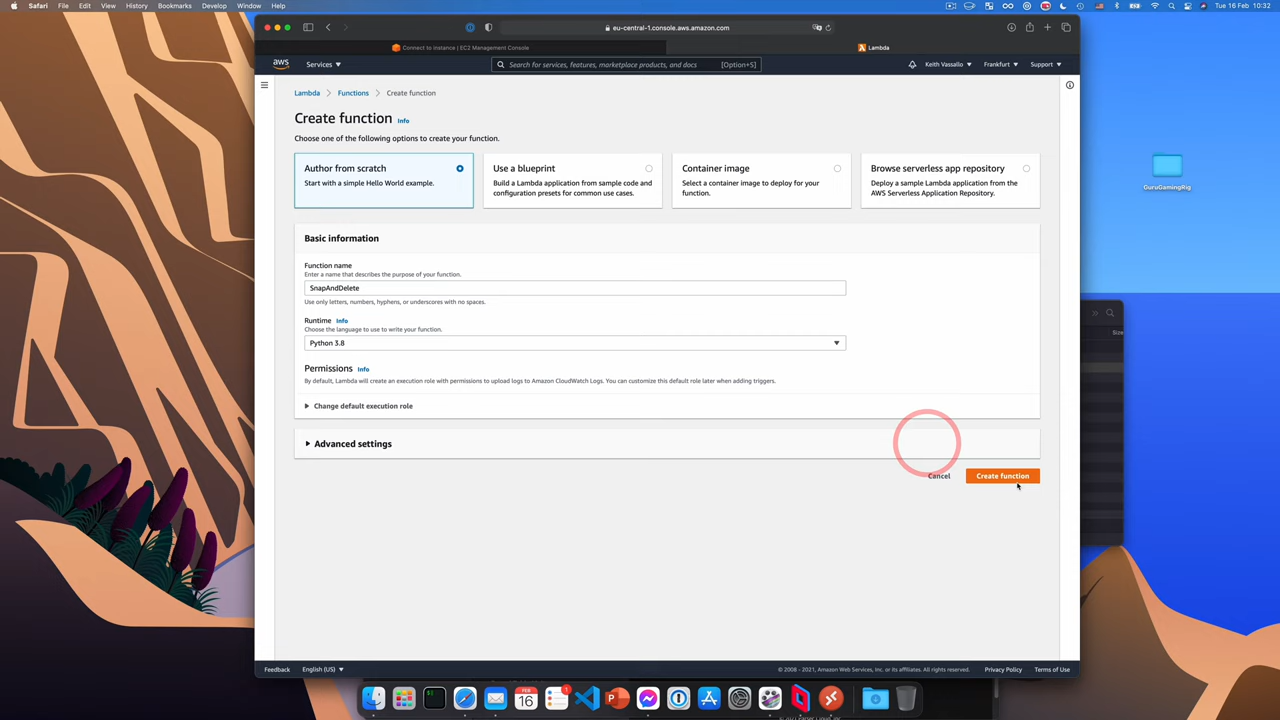 Safari File Edit View History Bookmarks Develop Window Help
Tue 16 Feb 10:32
eu-central-1.console.aws.amazon.com
Connect to instance | EC2 Management Console
Lambda
aws Services Search for services, features, marketplace products, and docs [Option+S] Keith Vassallo Frankfurt Support
Lambda > Functions > Create function
Create function Info
Choose one of the following options to create your function.
Author from scratch
Start with a simple Hello World example.
Use a blueprint
Build a Lambda application from sample code and
configuration presets for common use cases.
Container image
Select a container image to deploy for your
function.
Browse serverless app repository
Deploy a sample Lambda application from the
AWS Serverless Application Repository.
Basic information
Function name
Enter a name that describes the purpose of your function.
SnapAndDelete
Use only letters, numbers, hyphens, or underscores with no spaces.
Runtime Info
Choose the language to use to write your function.
Python 3.8
Permissions Info
By default, Lambda will create an execution role with permissions to upload logs to Amazon CloudWatch Logs. You can customize this default role later when adding triggers.
Change default execution role
Advanced settings
Cancel
Create function
GuruGamingRig
Size
Feedback English (US) © 2008 - 2021, Amazon Web Services, Inc. or its affiliates. All rights reserved. Privacy Policy Terms of Use
FEB
16
1